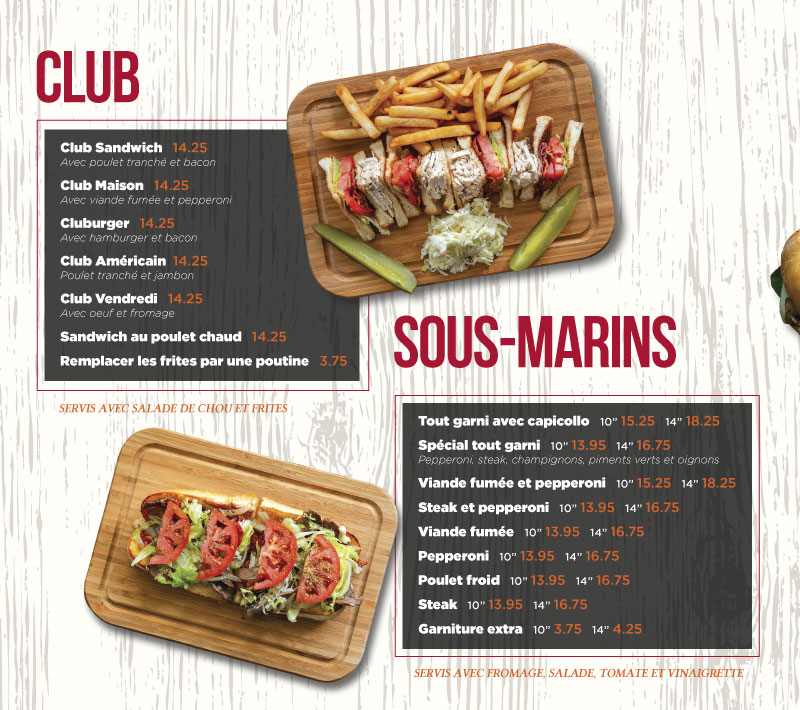 CLUB
Club Sandwich 14.25
Avec poulet tranché et bacon
Club Maison 14.25
Avec viande fumée et pepperoni
Cluburger 14.25
Avec hamburger et bacon
Club Américain 14.25
Poulet tranché et jambon
Club Vendredi 14.25
Avec oeuf et fromage
Sandwich au poulet chaud 14.25
Remplacer les frites par une poutine 3.75
SERVIS AVEC SALADE DE CHOU ET FRITES
SOUS-MARINS
Tout garni avec capicollo 10” 15.25 14” 18.25
Spécial tout garni 10” 13.95 14” 16.75
Pepperoni, steak, champignons, piments verts et oignons
Viande fumée et pepperoni 10” 15.25 14” 18.25
Steak et pepperoni 10” 13.95 14” 16.75
Viande fumée 10” 13.95 14” 16.75
Pepperoni 10” 13.95 14” 16.75
Poulet froid 10” 13.95 14” 16.75
Steak 10” 13.95 14” 16.75
Garniture extra 10” 3.75 14” 4.25
SERVIS AVEC FROMAGE, SALADE, TOMATE ET VINAIGRETTE